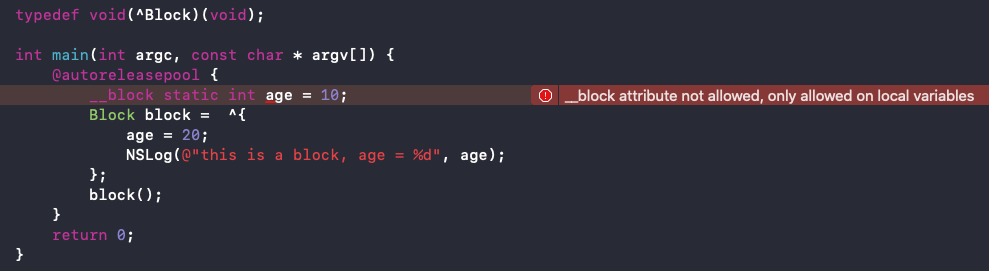 typedef void(^Block)(void);
int main(int argc, const char * argv[]) {
@autoreleasepool {
__block static int age = 10; __block attribute not allowed, only allowed on local variables
Block block =  ^{
age = 20;
NSLog(@"this is a block, age = %d", age);
};
block();
}
return 0;
}